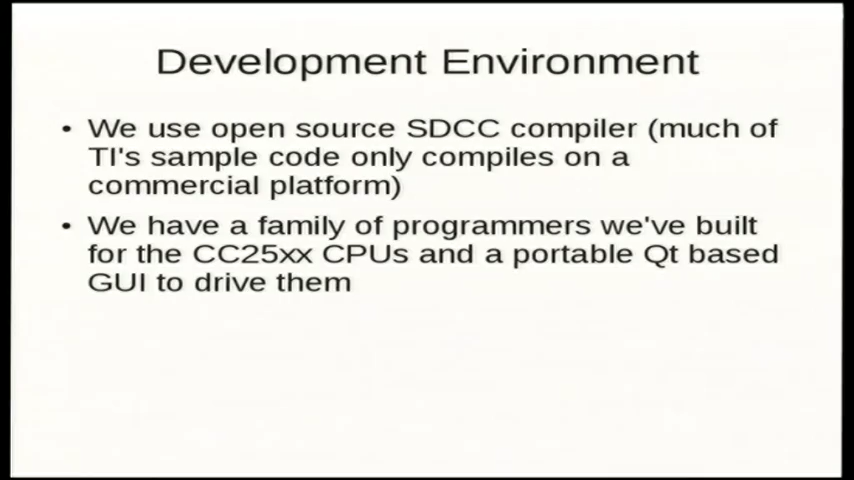 Development Environment
• We use open source SDCC compiler (much of
TI's sample code only compiles on a
commercial platform)
• We have a family of programmers we've built
for the CC25xx CPUs and a portable Qt based
GUI to drive them